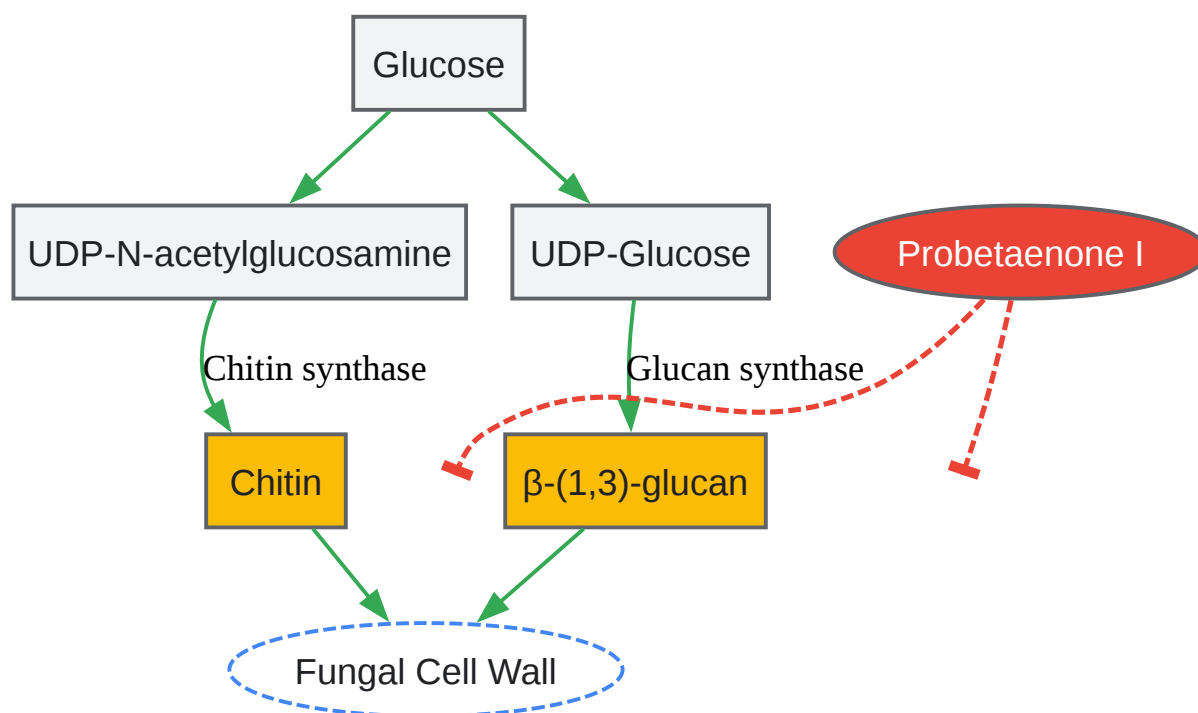 Glucose
UDP-N-acetylglucosamine
UDP-Glucose
Probetaenone I
Chitin synthase
Glucan synthase
Chitin
β-(1,3)-glucan
Fungal Cell Wall